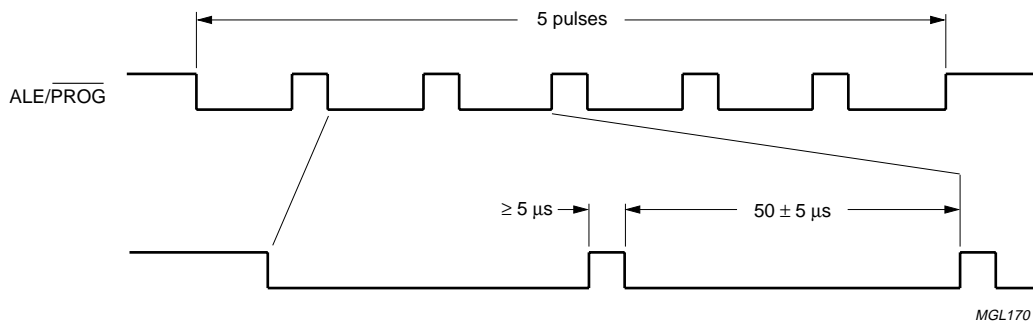 5 pulses
ALE/PROG
≥ 5 μs
50 ± 5 μs
MGL170